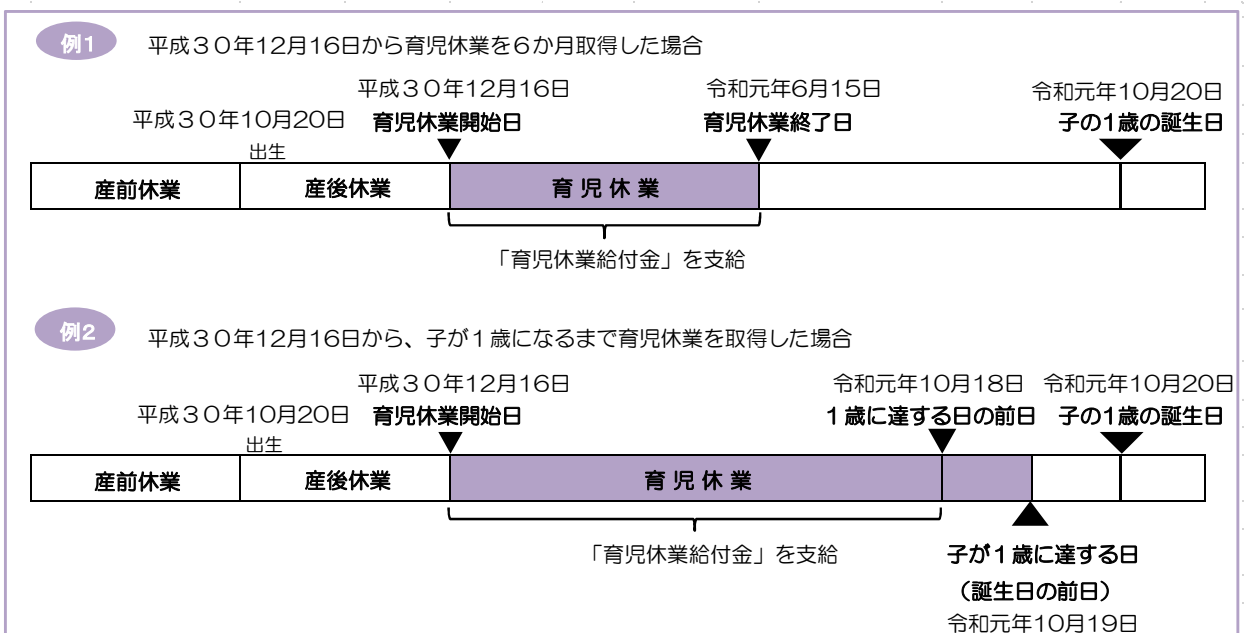 例1 平成３０年12月16日から育児休業を６か月取得した場合
平成３０年12月16日 令和元年6月15日 令和元年10月20日
平成３０年10月20日 育児休業開始日 育児休業終了日 子の1歳の誕生日
出生
産前休業 産後休業 育児休業
「育児休業給付金」を支給
例2 平成３０年12月16日から、子が１歳になるまで育児休業を取得した場合
平成３０年12月16日 令和元年10月18日 令和元年10月20日
平成３０年10月20日 育児休業開始日 １歳に達する日の前日 子の1歳の誕生日
出生
産前休業 産後休業 育児休業
「育児休業給付金」を支給 子が１歳に達する日
（誕生日の前日）
令和元年10月19日